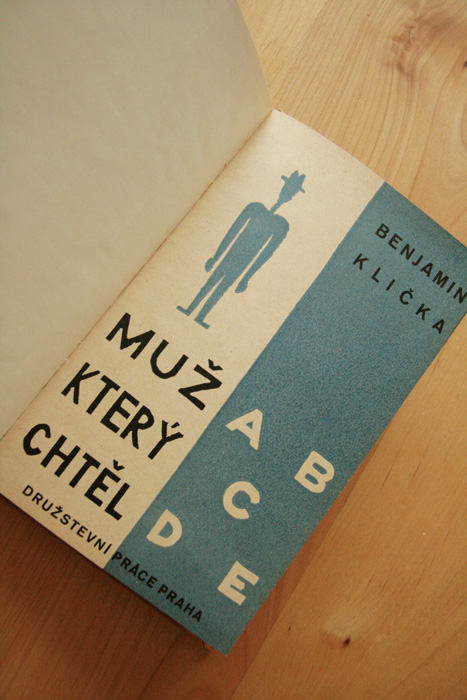 BENJAMIN
KLIČKA
MUŽ
KTERÝ
CHTĚL
A
B
C
D
E
DRUŽSTEVNÍ PRÁCE PRAHA